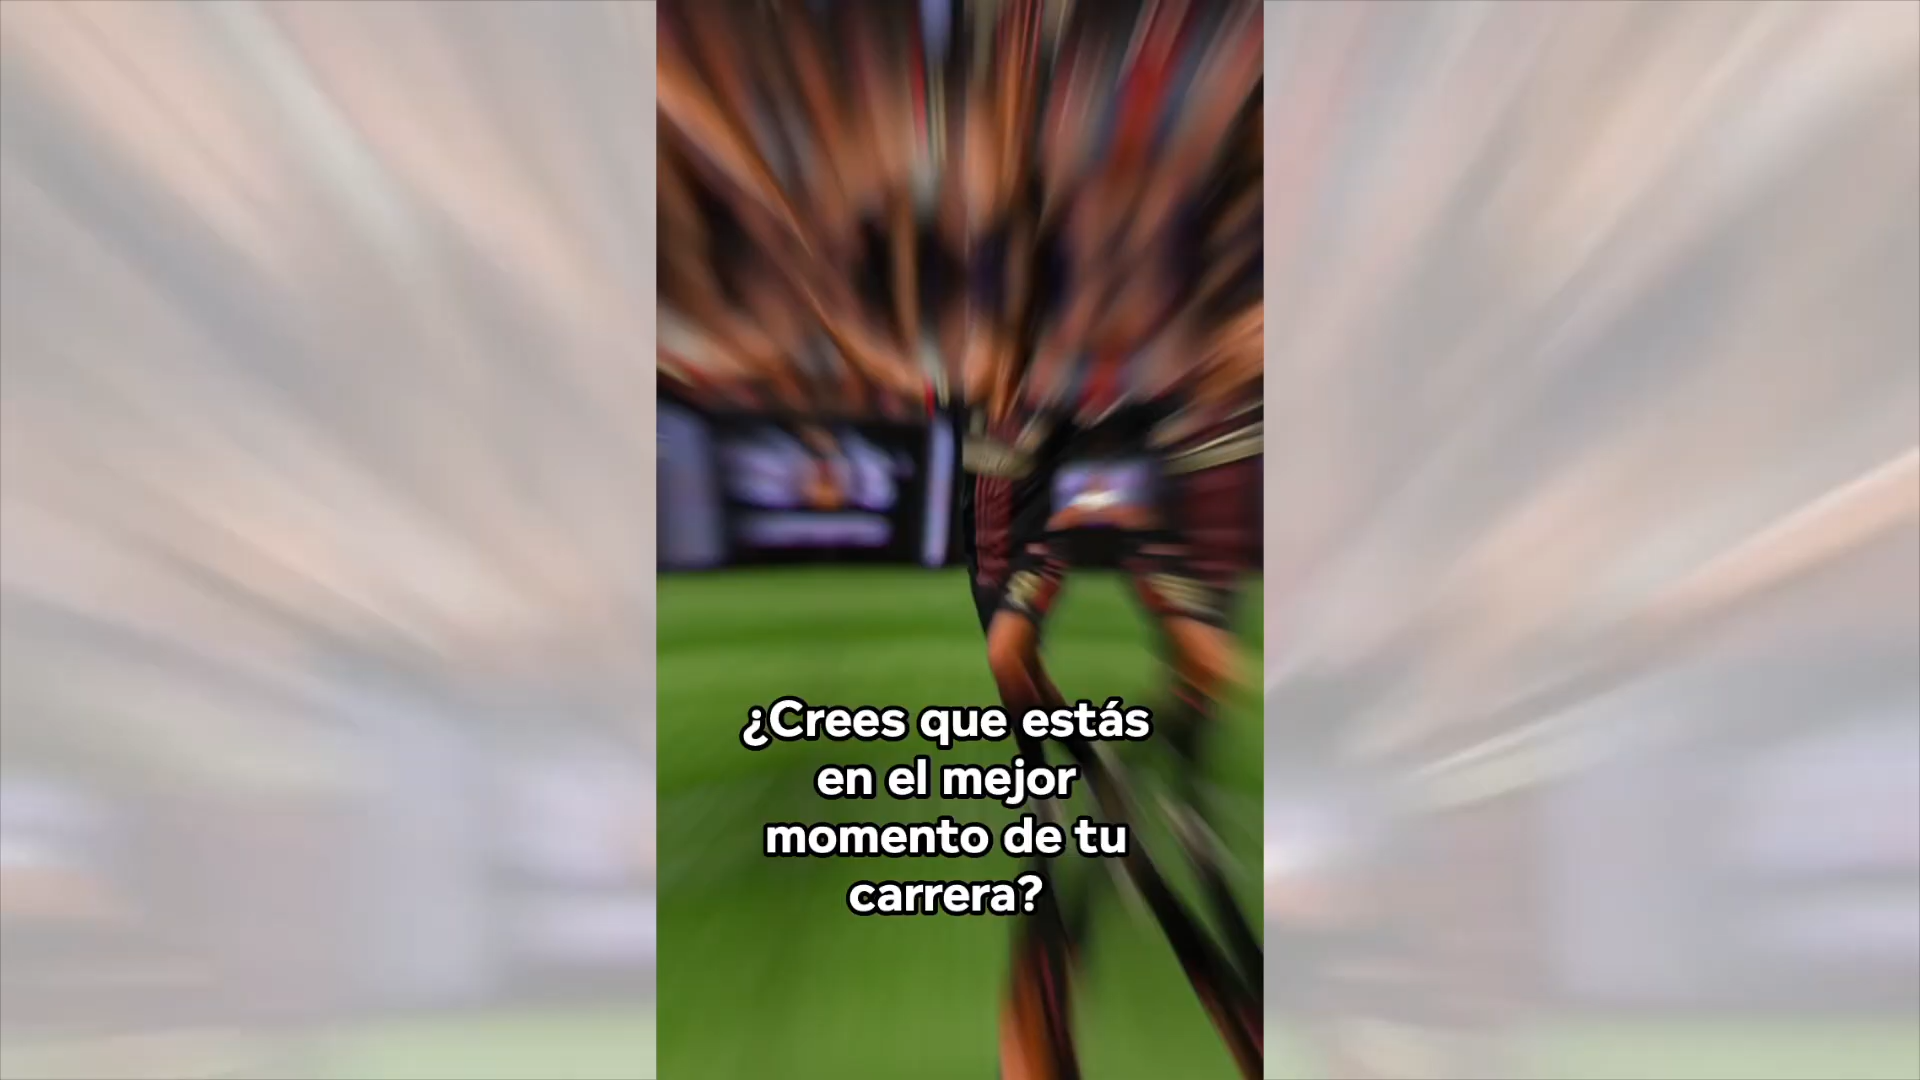 ¿Crees que estás
en el mejor
momento de tu
carrera?